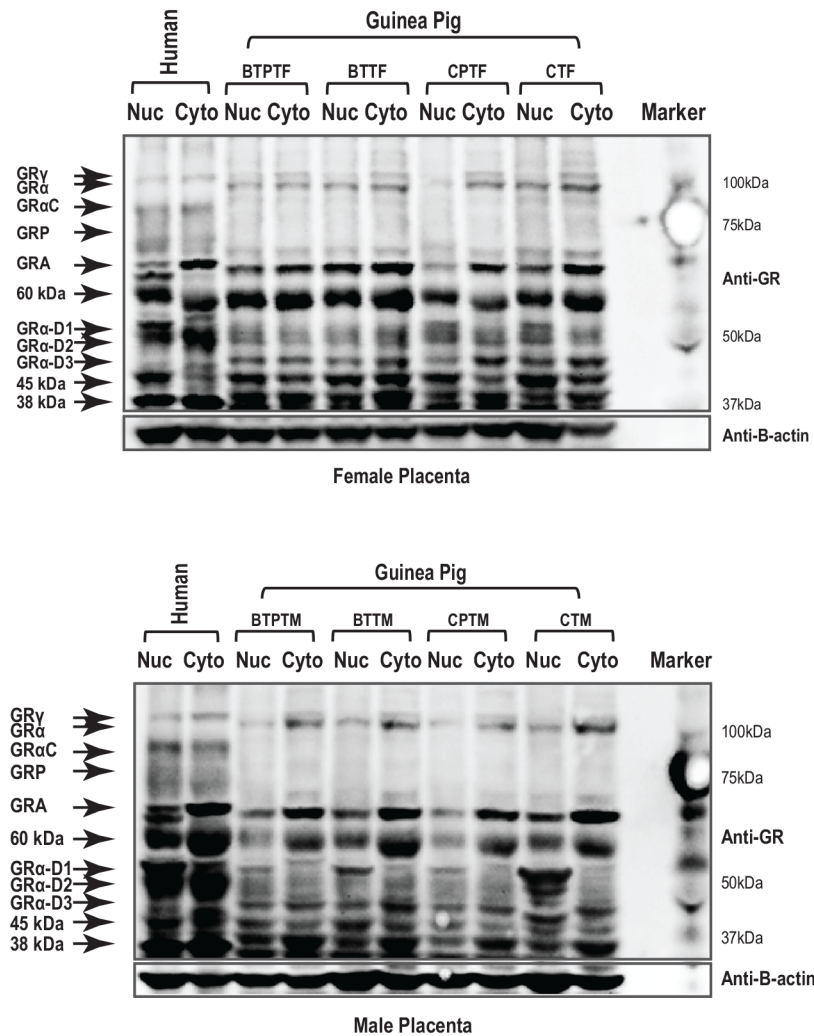 Human
Guinea Pig
BTPTF BTTF CPTF CTF
Nuc Cyto Nuc Cyto Nuc Cyto Nuc Cyto Nuc Cyto Marker
GRγ
GRα
GRαC
GRP
GRA
60 kDa
GRα-D1
GRα-D2
GRα-D3
45 kDa
38 kDa
100kDa
75kDa
Anti-GR
50kDa
37kDa
Anti-B-actin
Female Placenta
Human
Guinea Pig
BTPTM BTTM CPTM CTM
Nuc Cyto Nuc Cyto Nuc Cyto Nuc Cyto Nuc Cyto Marker
GRγ
GRα
GRαC
GRP
GRA
60 kDa
GRα-D1
GRα-D2
GRα-D3
45 kDa
38 kDa
100kDa
75kDa
Anti-GR
50kDa
37kDa
Anti-B-actin
Male Placenta